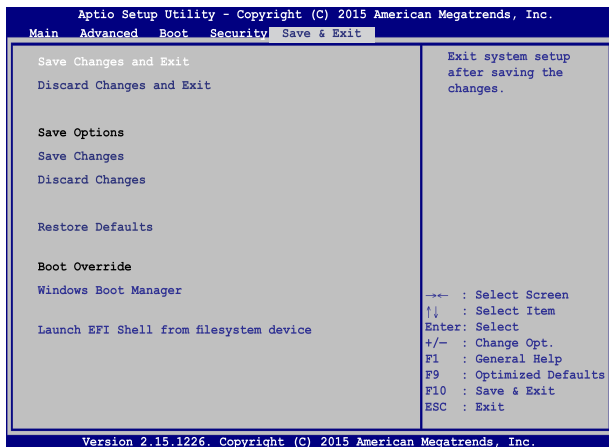 Aptio Setup Utility - Copyright (C) 2015 American Megatrends, Inc.
Main Advanced Boot Security Save & Exit
Save Changes and Exit
Discard Changes and Exit
Save Options
Save Changes
Discard Changes
Restore Defaults
Boot Override
Windows Boot Manager
Launch EFI Shell from filesystem device
Exit system setup
after saving the
changes.
→← : Select Screen
↑↓ : Select Item
Enter: Select
+/— : Change Opt.
F1 : General Help
F9 : Optimized Defaults
F10 : Save & Exit
ESC : Exit
Version 2.15.1226. Copyright (C) 2015 American Megatrends, Inc.